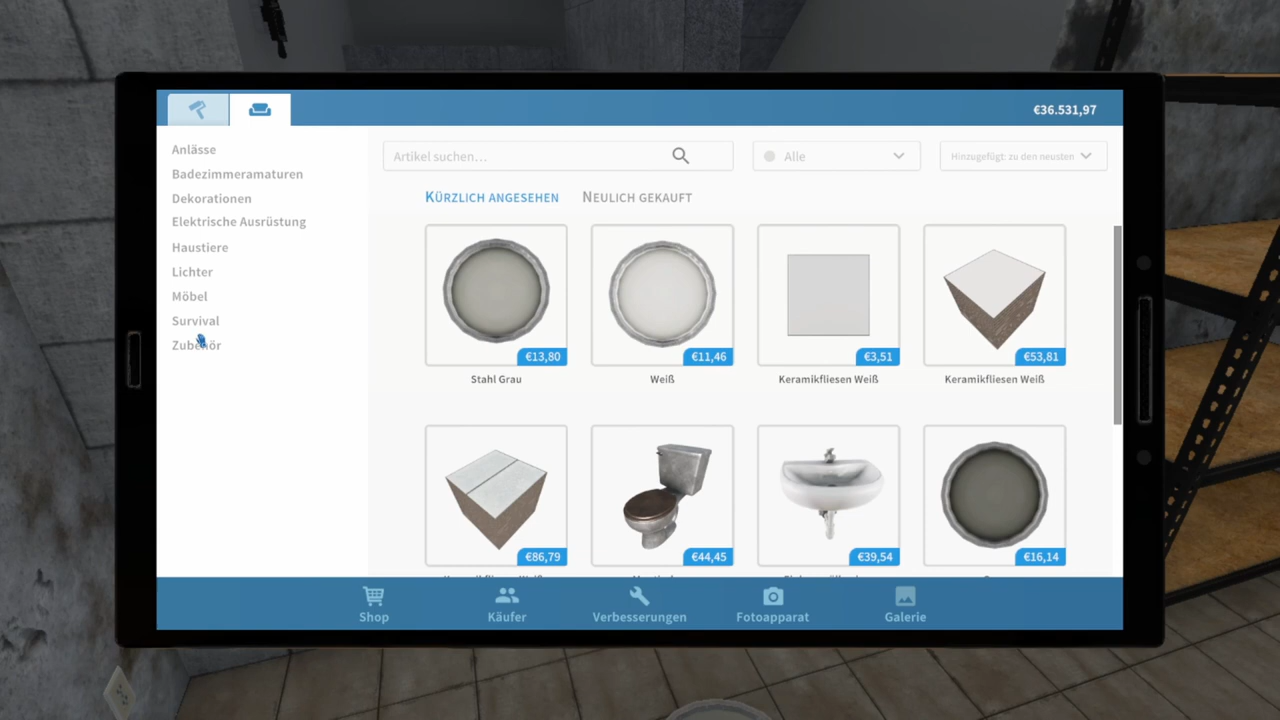 €36.531,97
Anlässe
Badezimmeramaturen
Dekorationen
Elektrische Ausrüstung
Haustiere
Lichter
Möbel
Survival
Zubehör
Artikel suchen...
Alle
Hinzugefügt: zu den neusten
KÜRZLICH ANGESEHEN NEULICH GEKAUFT
€13,80 €11,46 €3,51 €53,81
Stahl Grau Weiß Keramikfliesen Weiß Keramikfliesen Weiß
€86,79 €44,45 €39,54 €16,14
Shop Käufer Verbesserungen Fotoapparat Galerie